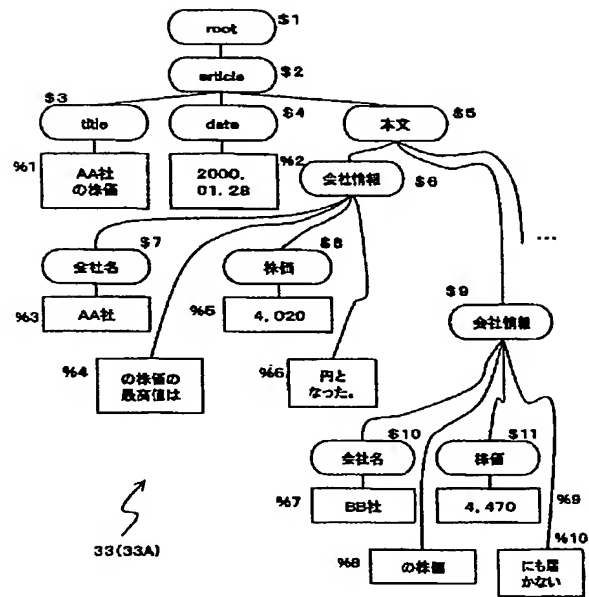 root $1
article $2
$3 $4 $5
title date 本文
%1 %2
AA社
の株価
2000.
01.28
会社情報 $6
$7 $8
会社名 株価
%3 AA社 %5 4,020
$9
会社情報
%4 の株価の
最高値は
%6 円と
なった。
...
$10 $11
会社名 株価
%7 BB社 4,470 %9
%10
%8 の株価
にも届
かない
33(33A)